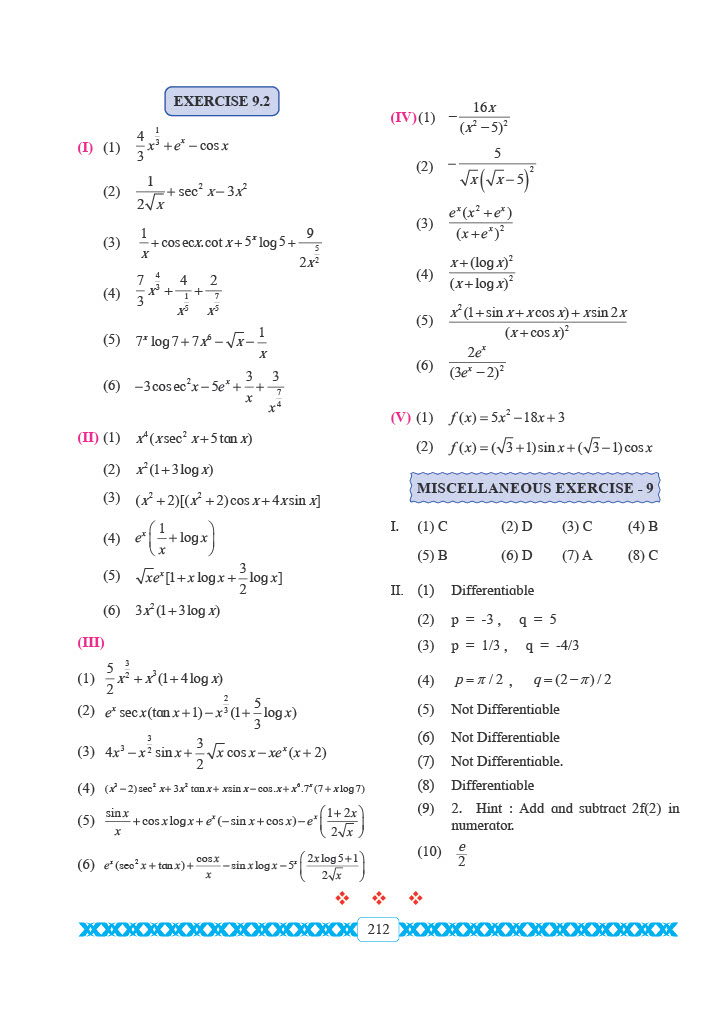 EXERCISE 9.2
(I) (1) \frac{4}{3}x^{\frac{1}{3}} + e^x − cos x
(2) \frac{1}{2\sqrt{x}} + sec^2 x − 3x^2
(3) \frac{1}{x} + cosecx.cot x + 5^x log 5 + \frac{9}{2x^{\frac{5}{2}}}
(4) \frac{7}{3}x^{\frac{4}{3}} + \frac{4}{x^{\frac{1}{5}}} + \frac{2}{x^{\frac{7}{5}}}
(5) 7^x log 7 + 7x^6 − \sqrt{x} − \frac{1}{x}
(6) −3cosec^2x − 5e^x + \frac{3}{x} + \frac{3}{x^{\frac{7}{4}}}
(II) (1) x^4(x sec^2 x + 5 tan x)
(2) x^2(1 + 3 log x)
(3) (x^2 + 2)[(x^2 + 2) cos x + 4x sin x]
(4) e^x \left(\frac{1}{x} + log x\right)
(5) \sqrt{x}e^x[1 + x log x + \frac{3}{2} log x]
(6) 3x^2(1 + 3 log x)
(III)
(1) \frac{5}{2}x^{\frac{3}{2}} + x^3(1 + 4 log x)
(2) e^x sec x(tan x + 1) − x^{\frac{2}{3}}(1 + \frac{5}{3} log x)
(3) 4x^3 − x^{\frac{3}{2}} sin x + \frac{3}{2}\sqrt{x} cos x − xe^x(x + 2)
(4) (x^3 − 2) sec^2 x + 3x^2 tan x + x sin x − cos. x + x^6.7^x (7 + x log 7)
(5) \frac{sin x}{x} + cos x log x + e^x(−sin x + cos x) − e^x \left(\frac{1 + 2x}{2\sqrt{x}}\right)
(6) e^x(sec^2 x + tan x) + \frac{cos x}{x} − sin x log x − 5^x \left(\frac{2x log 5 + 1}{2\sqrt{x}}\right)
(IV)(1) −\frac{16x}{(x^2 − 5)^2}
(2) −\frac{5}{\sqrt{x}(\sqrt{x} − 5)^2}
(3) \frac{e^x(x^2 + e^x)}{(x + e^x)^2}
(4) \frac{x + (log x)^2}{(x + log x)^2}
(5) \frac{x^2(1 + sin x + x cos x) + x sin 2x}{(x + cos x)^2}
(6) \frac{2e^x}{(3e^x − 2)^2}
(V) (1) f(x) = 5x^2 − 18x + 3
(2) f(x) = (\sqrt{3} + 1) sin x + (\sqrt{3} − 1) cos x
MISCELLANEOUS EXERCISE - 9
I. (1) C (2) D (3) C (4) B
(5) B (6) D (7) A (8) C
II. (1) Differentiable
(2) p = -3 , q = 5
(3) p = 1/3 , q = -4/3
(4) p = π / 2 , q = (2 − π) / 2
(5) Not Differentiable
(6) Not Differentiable
(7) Not Differentiable.
(8) Differentiable
(9) 2. Hint : Add and subtract 2f(2) in
numerator.
(10) \frac{e}{2}
212